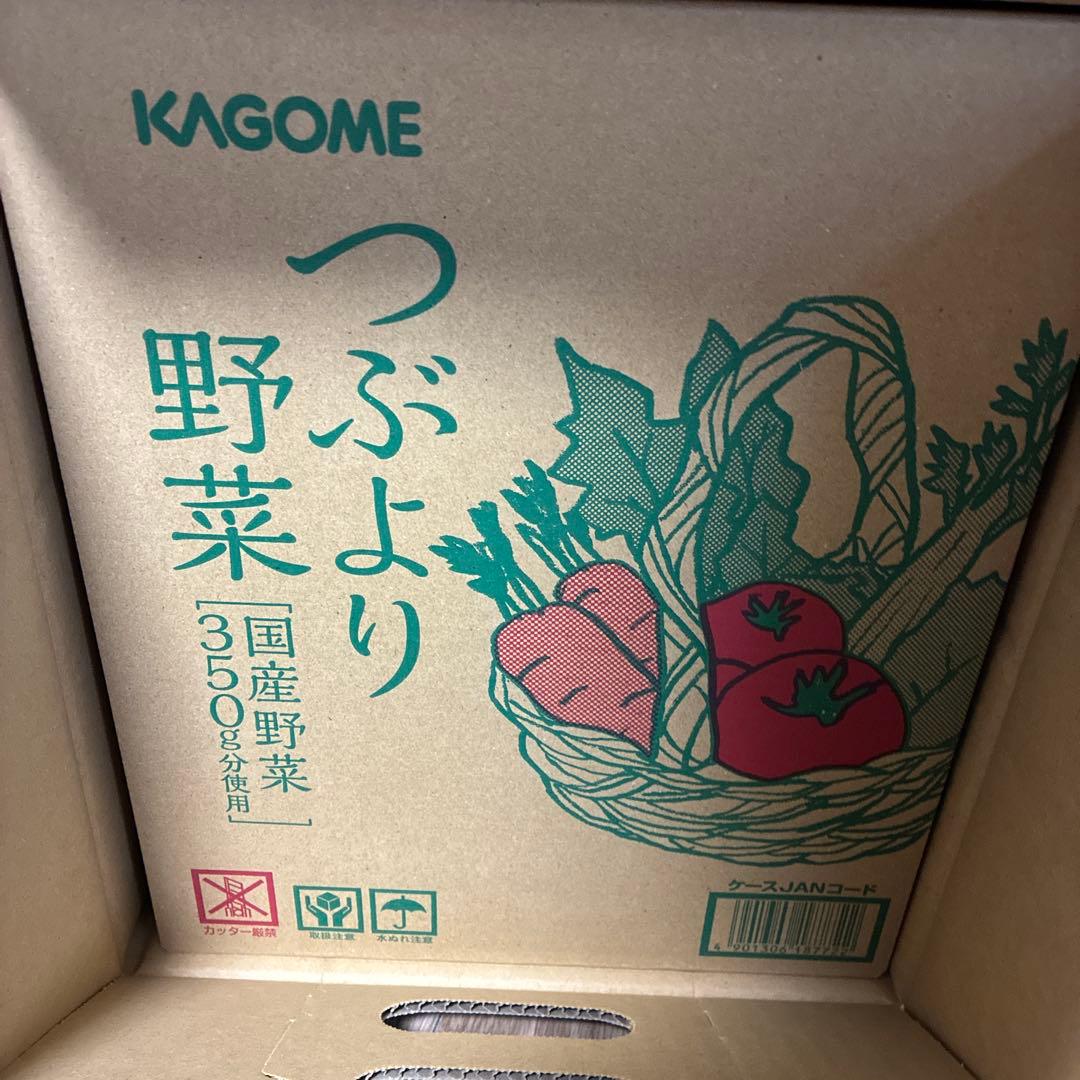 KAGOME
つぶより
野菜
国産野菜
350g分使用
カッター厳禁
取扱注意
水ぬれ注意
ケースJANコード